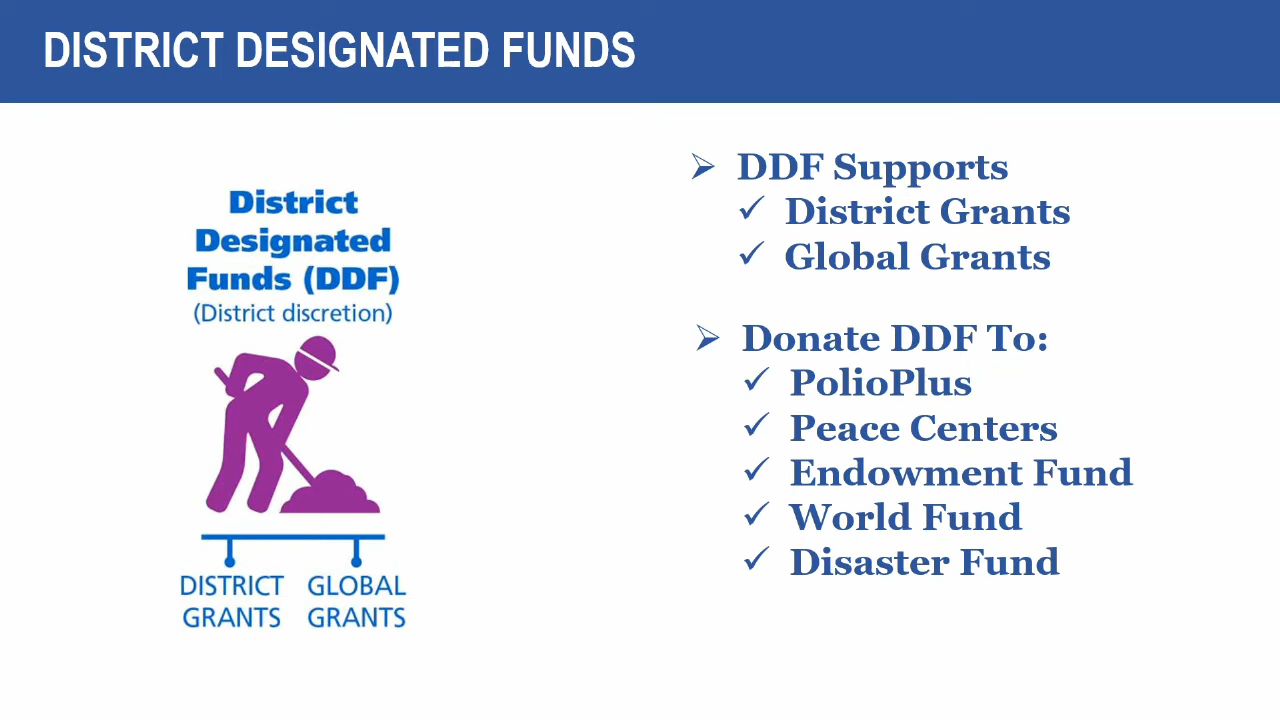 DISTRICT DESIGNATED FUNDS
District
Designated
Funds (DDF)
(District discretion)
DISTRICT GLOBAL
GRANTS GRANTS
DDF Supports
District Grants
Global Grants
Donate DDF To:
PolioPlus
Peace Centers
Endowment Fund
World Fund
Disaster Fund